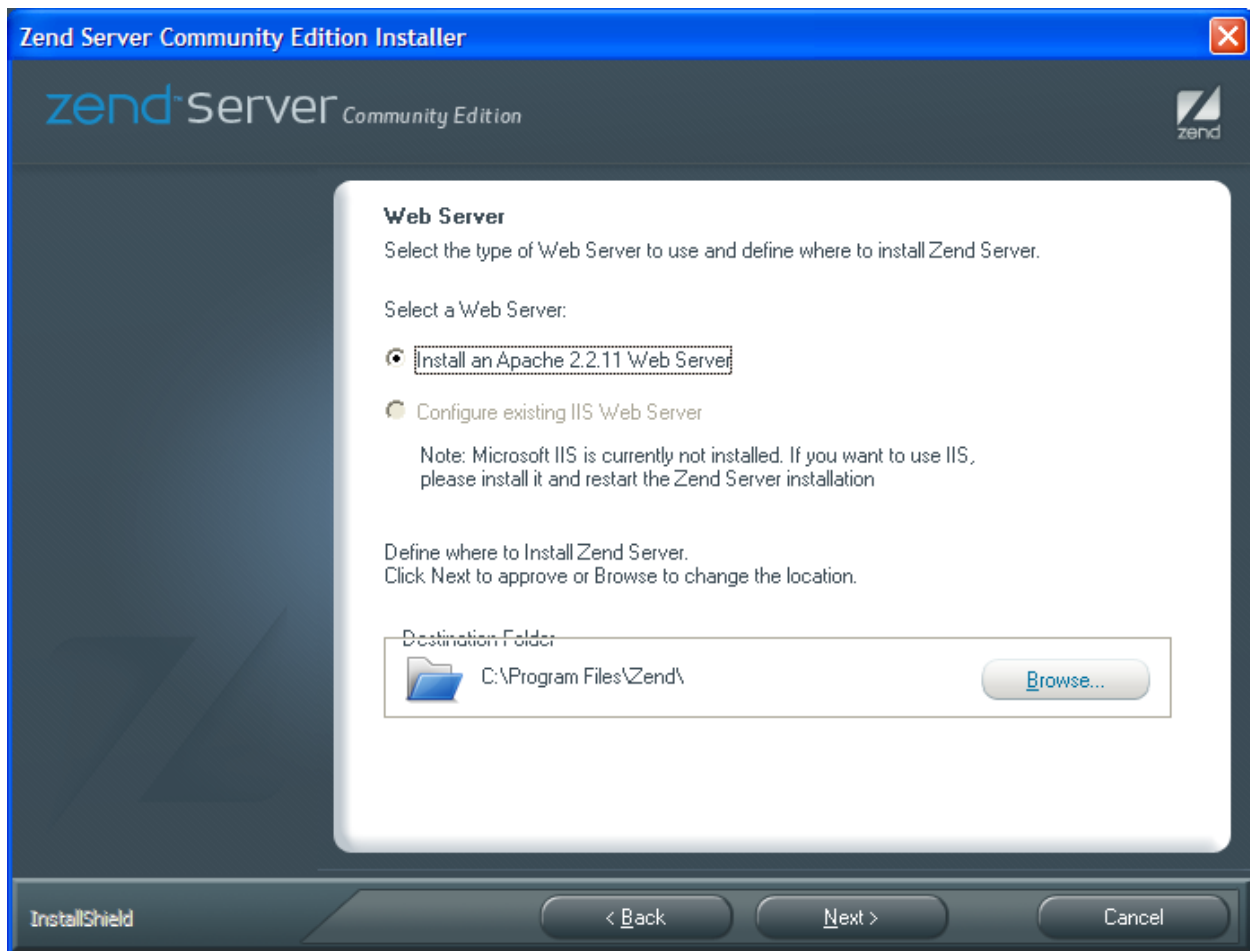 Zend Server Community Edition Installer
zend™ server Community Edition
zend
Web Server
Select the type of Web Server to use and define where to install Zend Server.
Select a Web Server:
Install an Apache 2.2.11 Web Server
Configure existing IIS Web Server
Note: Microsoft IIS is currently not installed. If you want to use IIS,
please install it and restart the Zend Server installation
Define where to Install Zend Server.
Click Next to approve or Browse to change the location.
Destination Folder
C:\Program Files\Zend\
Browse...
InstallShield
< Back
Next >
Cancel